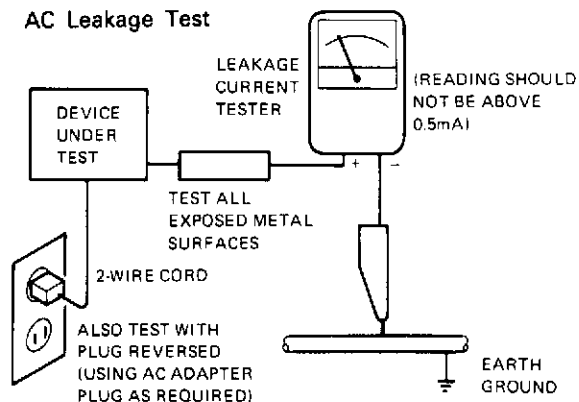 AC Leakage Test
LEAKAGE
CURRENT
TESTER
(READING SHOULD
NOT BE ABOVE
0.5mA)
DEVICE
UNDER
TEST
+ −
TEST ALL
EXPOSED METAL
SURFACES
2-WIRE CORD
ALSO TEST WITH
PLUG REVERSED
(USING AC ADAPTER
PLUG AS REQUIRED)
EARTH
GROUND